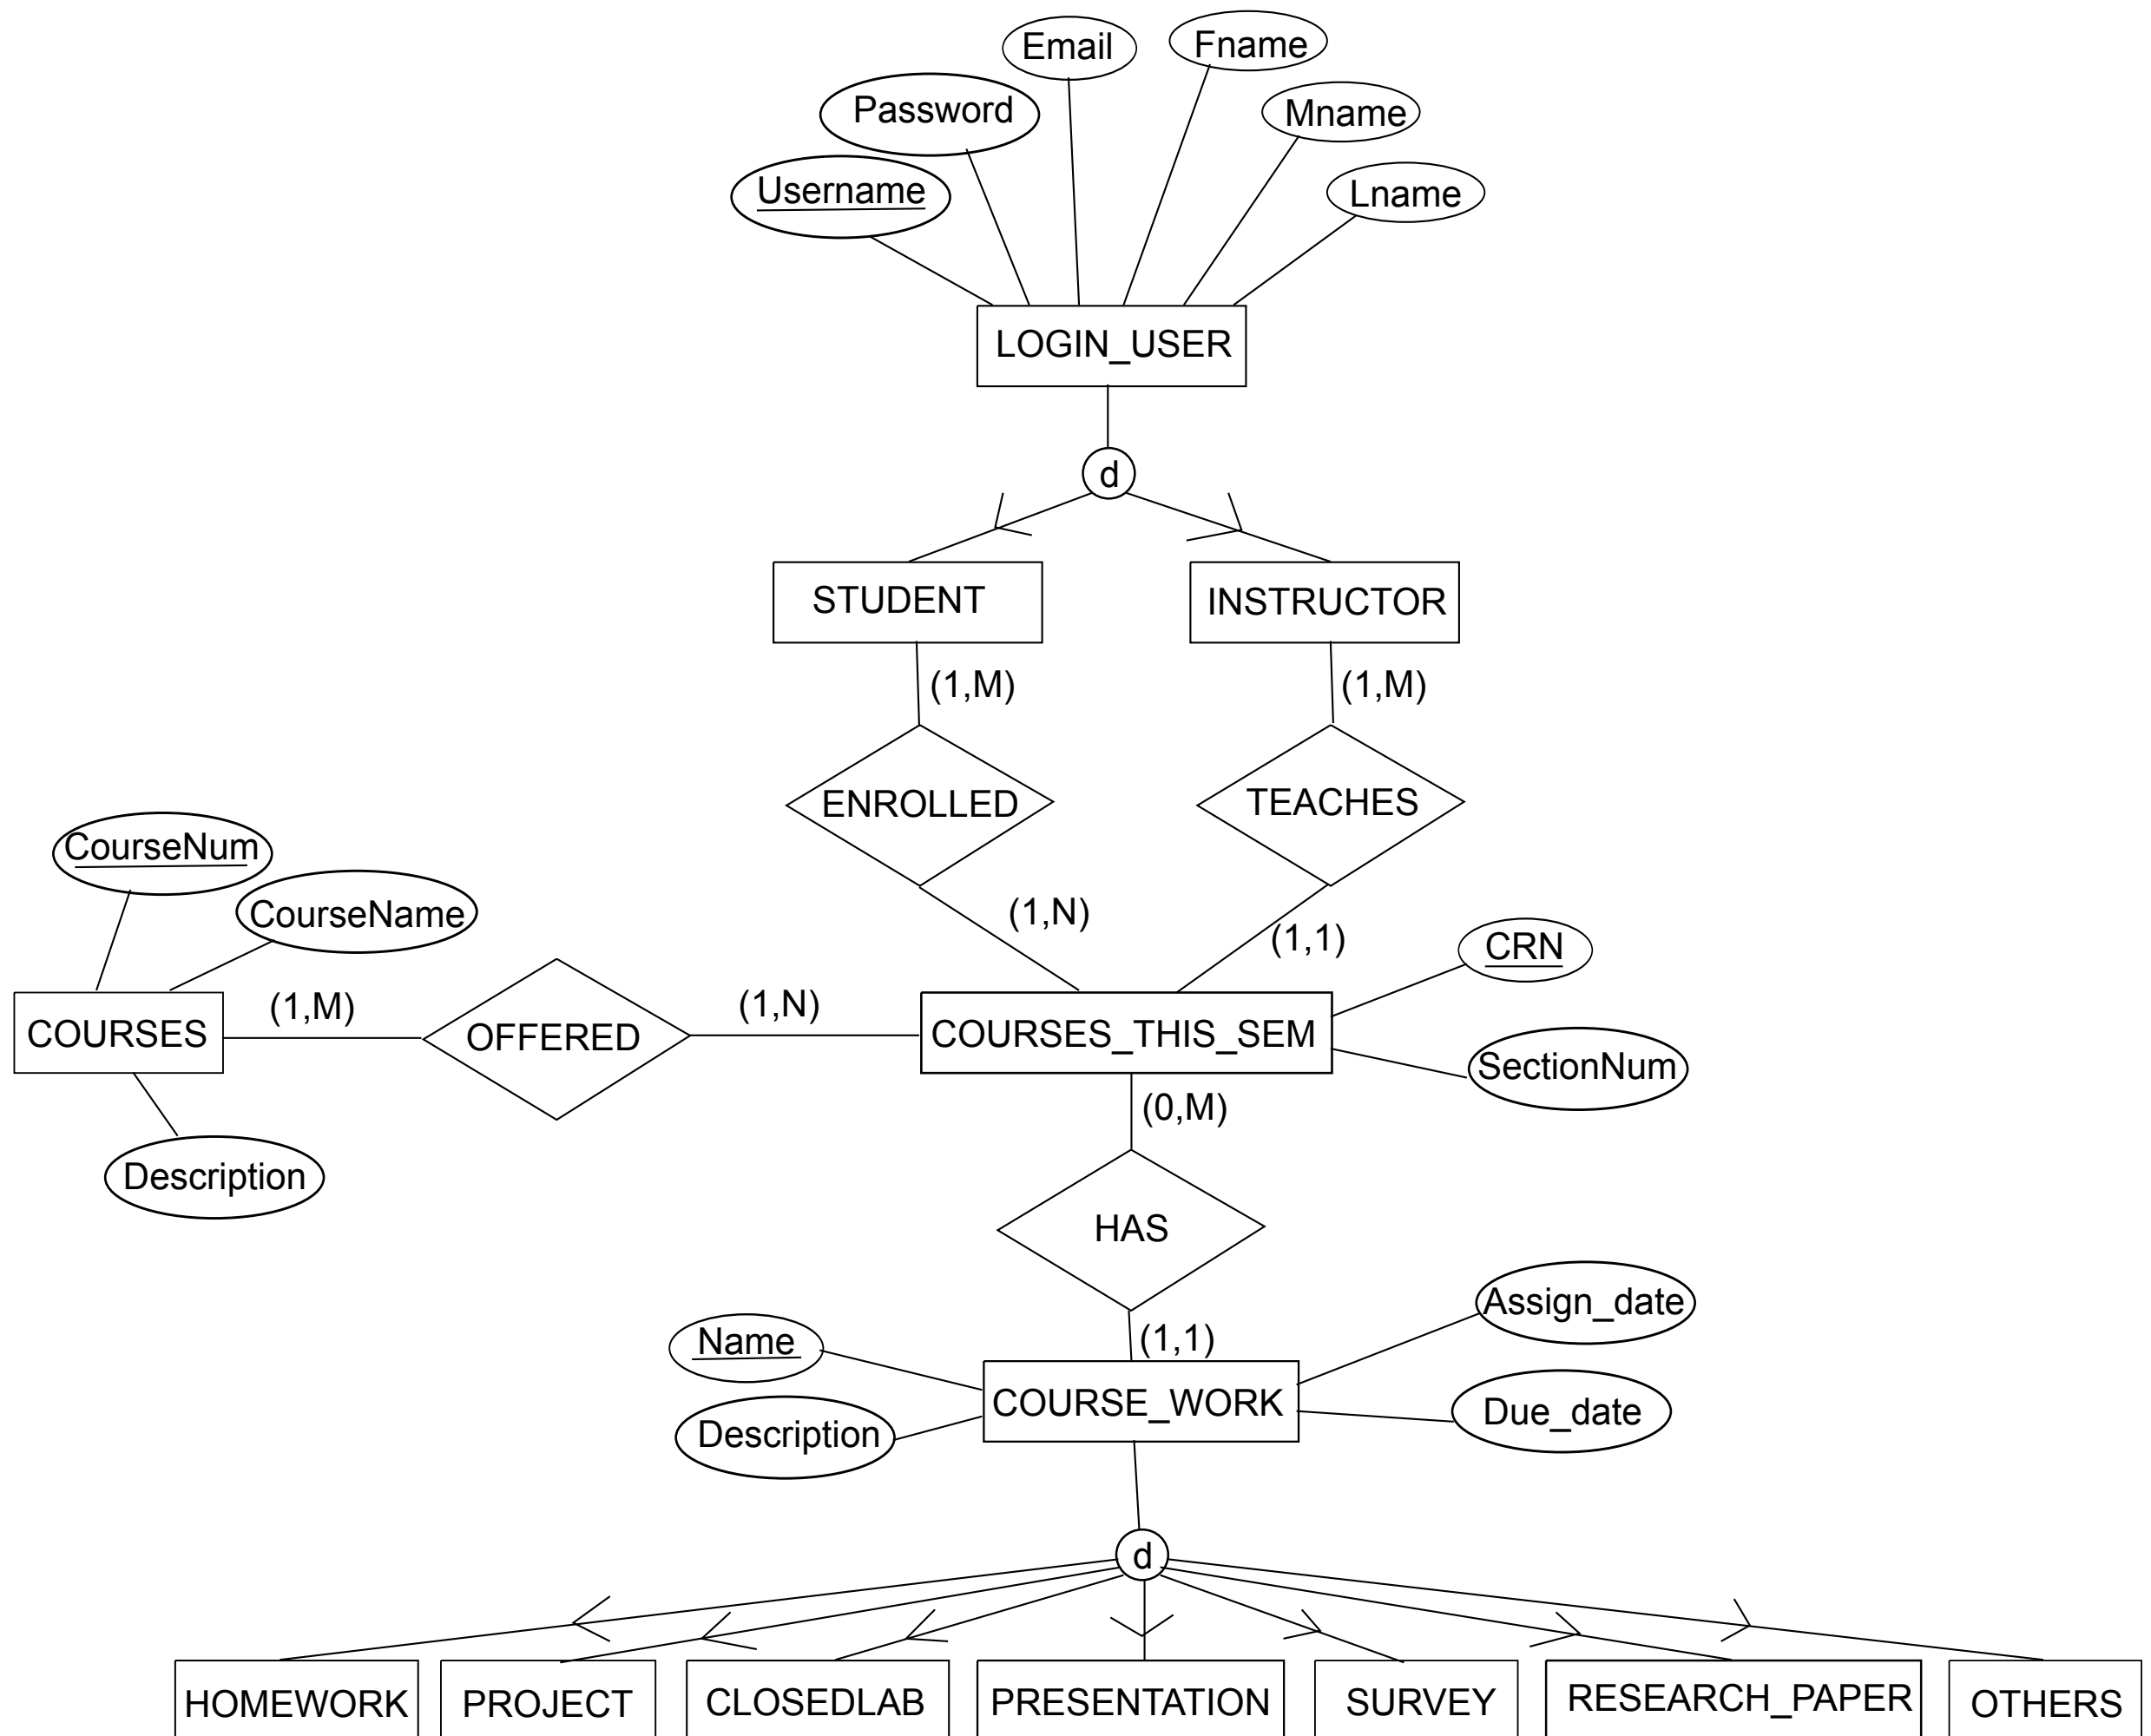 Email
Fname
Password
Mname
Username
Lname
LOGIN_USER
d
STUDENT
INSTRUCTOR
(1,M)
(1,M)
ENROLLED
TEACHES
CourseNum
CourseName
(1,N)
(1,1)
CRN
(1,M)
(1,N)
COURSES
OFFERED
COURSES_THIS_SEM
SectionNum
(0,M)
Description
HAS
Assign_date
Name
(1,1)
COURSE_WORK
Due_date
Description
d
HOMEWORK
PROJECT
CLOSEDLAB
PRESENTATION
SURVEY
RESEARCH_PAPER
OTHERS